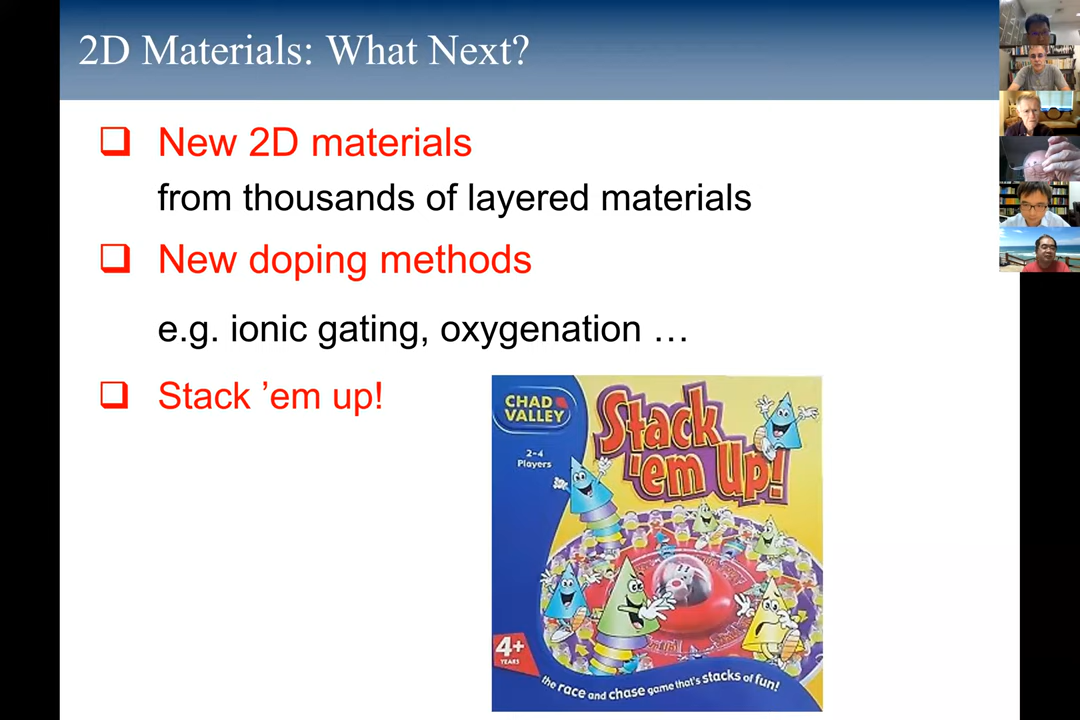 2D Materials: What Next?
❑ New 2D materials
from thousands of layered materials
❑ New doping methods
e.g. ionic gating, oxygenation …
❑ Stack ’em up!
CHAD
VALLEY
2-4
Players
Stack
'em Up!
4+
YEARS
the race and chase game that's stacks of fun!